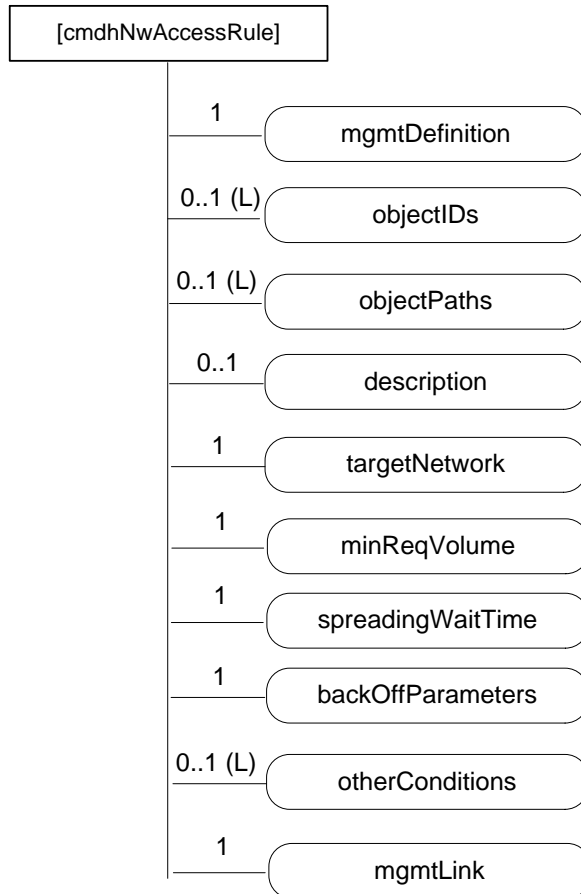 [cmdhNwAccessRule]
1
mgmtDefinition
0..1 (L)
objectIDs
0..1 (L)
objectPaths
0..1
description
1
targetNetwork
1
minReqVolume
1
spreadingWaitTime
1
backOffParameters
0..1 (L)
otherConditions
1
mgmtLink